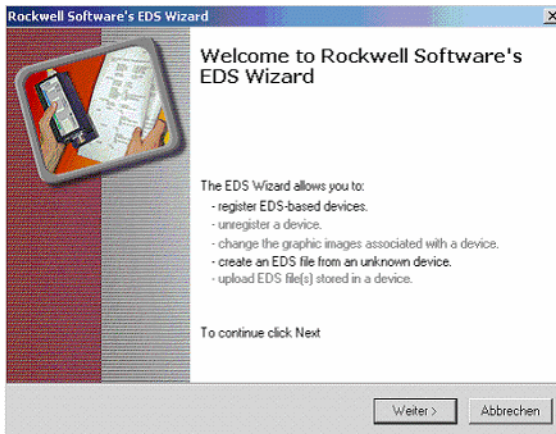 Rockwell Software's EDS Wizard
Welcome to Rockwell Software's
EDS Wizard
The EDS Wizard allows you to:
- register EDS-based devices.
- unregister a device.
- change the graphic images associated with a device.
- create an EDS file from an unknown device.
- upload EDS file(s) stored in a device.
To continue click Next
Weiter >
Abbrechen